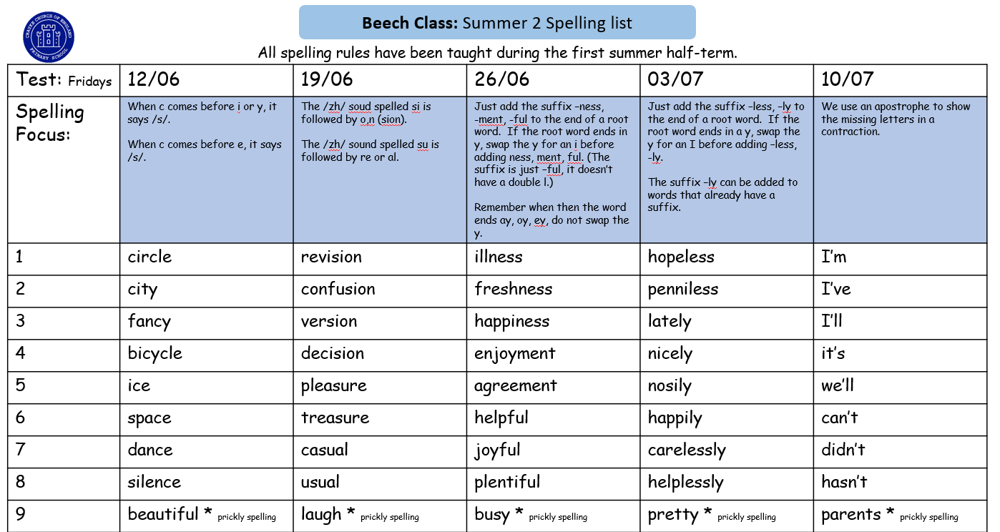 CRAYKE CHURCH OF ENGLAND
PRIMARY SCHOOL
Beech Class: Summer 2 Spelling list
All spelling rules have been taught during the first summer half-term.
Test: Fridays 12/06 19/06 26/06 03/07 10/07
Spelling
Focus:
When c comes before i or y, it
says /s/.
When c comes before e, it says
/s/.
The /zh/ soud spelled si is
followed by o,n (sion).
The /zh/ sound spelled su is
followed by re or al.
Just add the suffix –ness,
-ment, -ful to the end of a root
word. If the root word ends in
y, swap the y for an i before
adding ness, ment, ful. (The
suffix is just –ful, it doesn’t
have a double l.)
Remember when then the word
ends ay, oy, ey, do not swap the
y.
Just add the suffix –less, -ly to
the end of a root word. If the
root word ends in a y, swap the
y for an I before adding –less,
-ly.
The suffix –ly can be added to
words that already have a
suffix.
We use an apostrophe to show
the missing letters in a
contraction.
1 circle revision illness hopeless I’m
2 city confusion freshness penniless I’ve
3 fancy version happiness lately I’ll
4 bicycle decision enjoyment nicely it’s
5 ice pleasure agreement nosily we’ll
6 space treasure helpful happily can’t
7 dance casual joyful carelessly didn’t
8 silence usual plentiful helplessly hasn’t
9 beautiful * prickly spelling laugh * prickly spelling busy * prickly spelling pretty * prickly spelling parents * prickly spelling